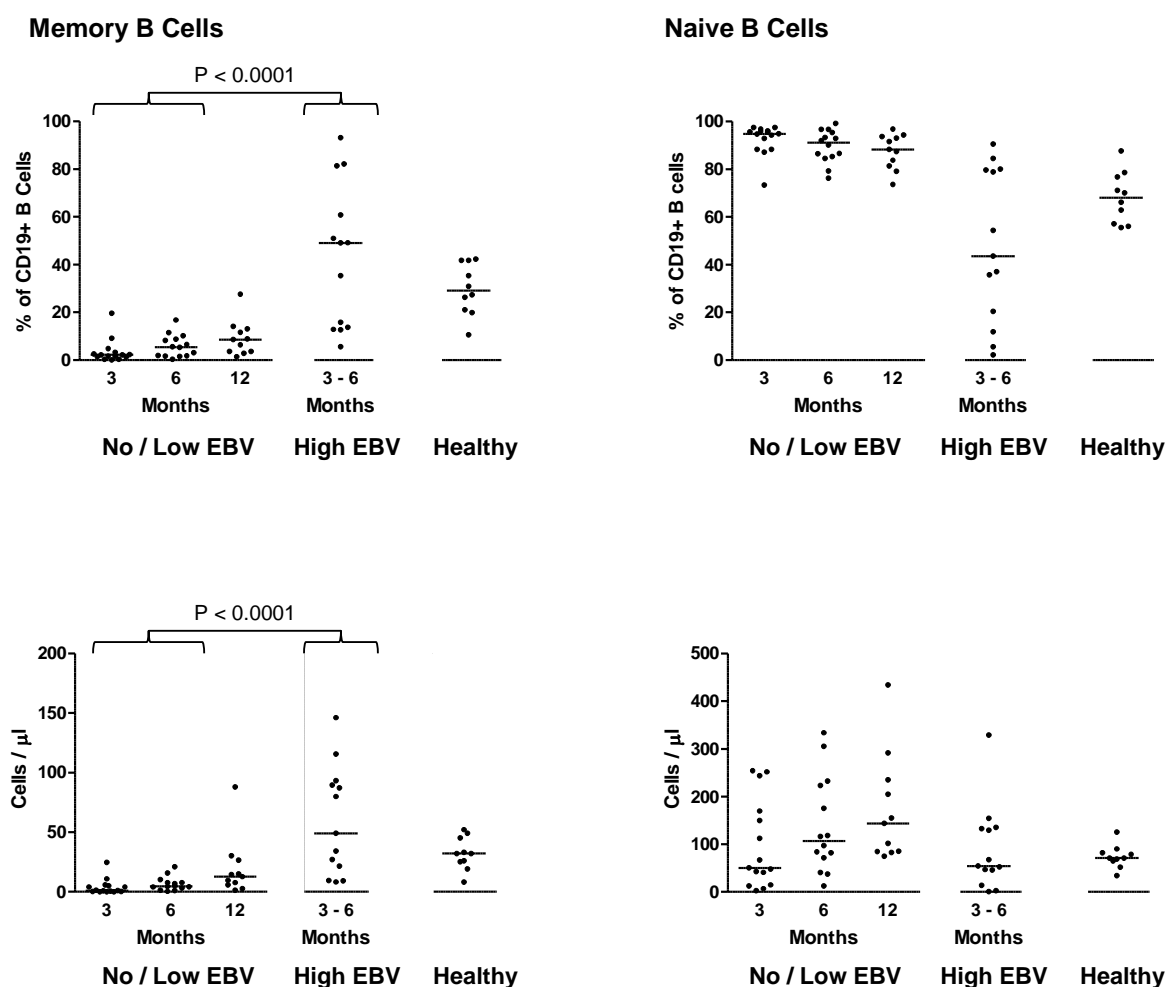 Memory B Cells
P < 0.0001
% of CD19+ B Cells
100
80
60
40
20
0
3 6 12 3 - 6
Months Months
No / Low EBV High EBV Healthy
Naive B Cells
% of CD19+ B cells
100
80
60
40
20
0
3 6 12 3 - 6
Months Months
No / Low EBV High EBV Healthy
P < 0.0001
Cells / µl
200
150
100
50
0
3 6 12 3 - 6
Months Months
No / Low EBV High EBV Healthy
Cells / µl
500
400
300
200
100
0
3 6 12 3 - 6
Months Months
No / Low EBV High EBV Healthy